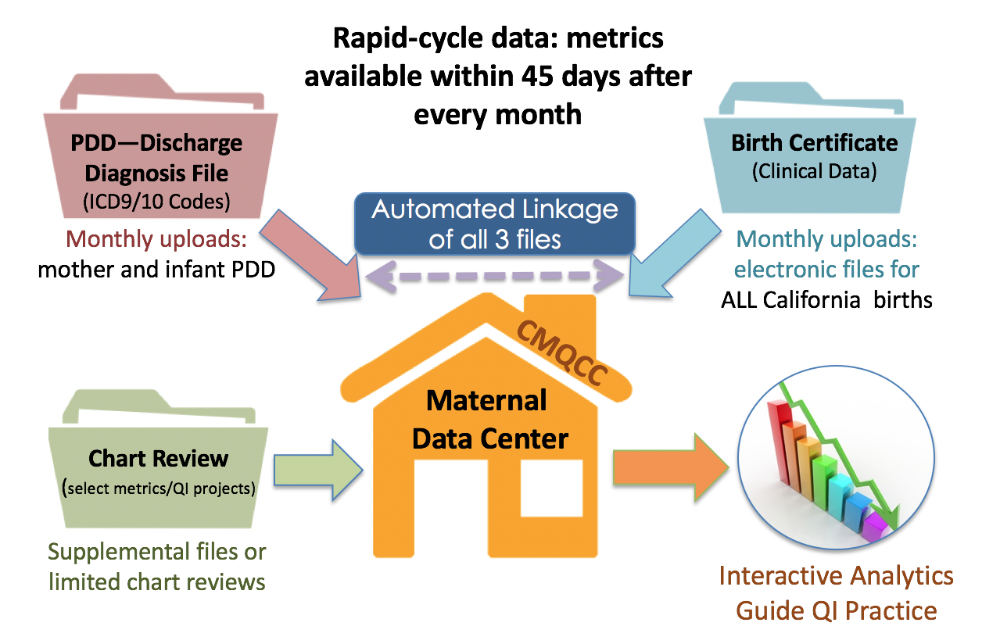 Rapid-cycle data: metrics
available within 45 days after
every month
PDD—Discharge
Diagnosis File
(ICD9/10 Codes)
Monthly uploads:
mother and infant PDD
Birth Certificate
(Clinical Data)
Monthly uploads:
electronic files for
ALL California births
Automated Linkage
of all 3 files
CMQCC
Maternal
Data Center
Chart Review
(select metrics/QI projects)
Supplemental files or
limited chart reviews
Interactive Analytics
Guide QI Practice